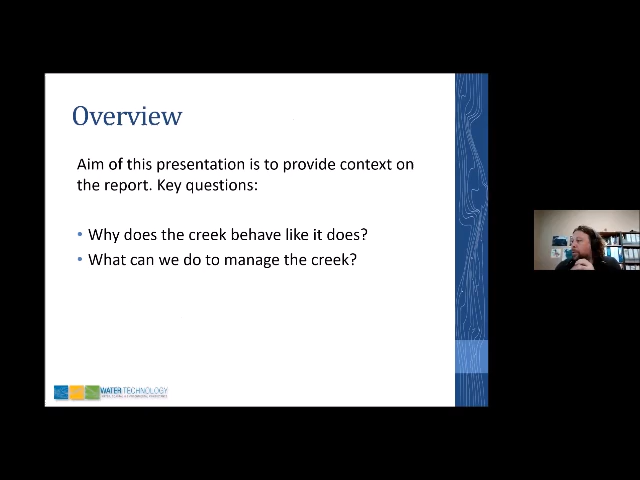 Overview
Aim of this presentation is to provide context on
the report. Key questions:
• Why does the creek behave like it does?
• What can we do to manage the creek?
WATER TECHNOLOGY